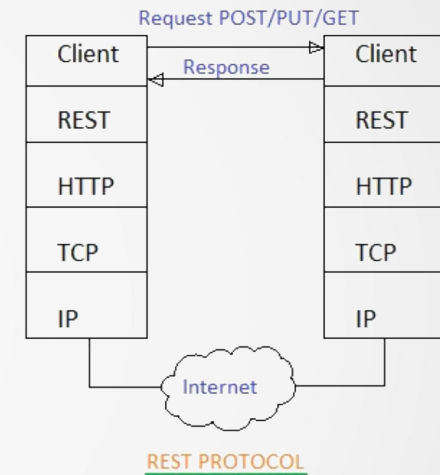 Request POST/PUT/GET
Response
Client
REST
HTTP
TCP
IP
Client
REST
HTTP
TCP
IP
Internet
REST PROTOCOL